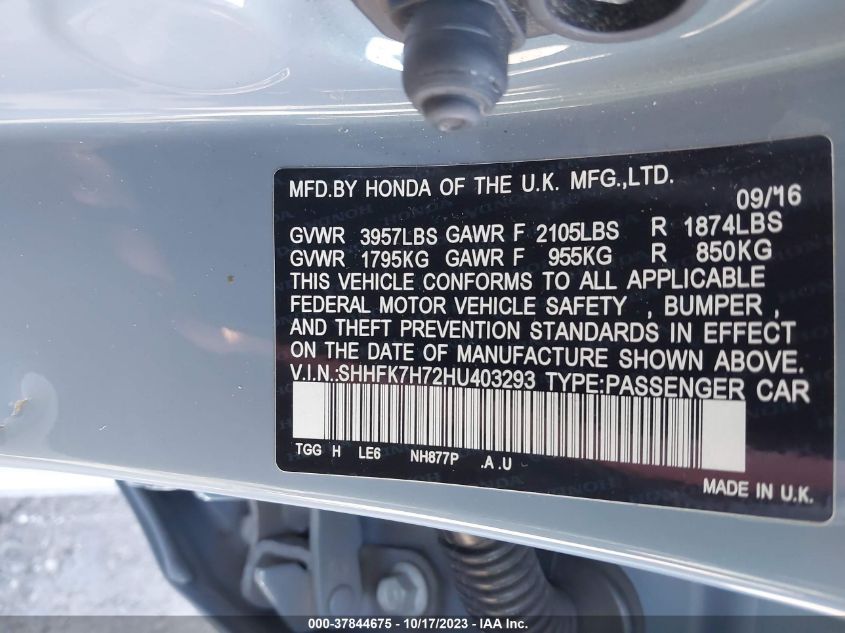 MFD.BY HONDA OF THE U.K. MFG.,LTD.
09/'16
GVWR 3957LBS GAWR F 2105LBS R 1874LBS
GVWR 1795KG GAWR F 955KG R 850KG
THIS VEHICLE CONFORMS TO ALL APPLICABLE
FEDERAL MOTOR VEHICLE SAFETY , BUMPER ,
AND THEFT PREVENTION STANDARDS IN EFFECT
ON THE DATE OF MANUFACTURE SHOWN ABOVE.
V.I.N.:SHHFK7H72HU403293 TYPE:PASSENGER CAR
TGG H LE6 NH877P .A .U
MADE IN U.K.
000-37844675 - 10/17/2023 - IAA Inc.